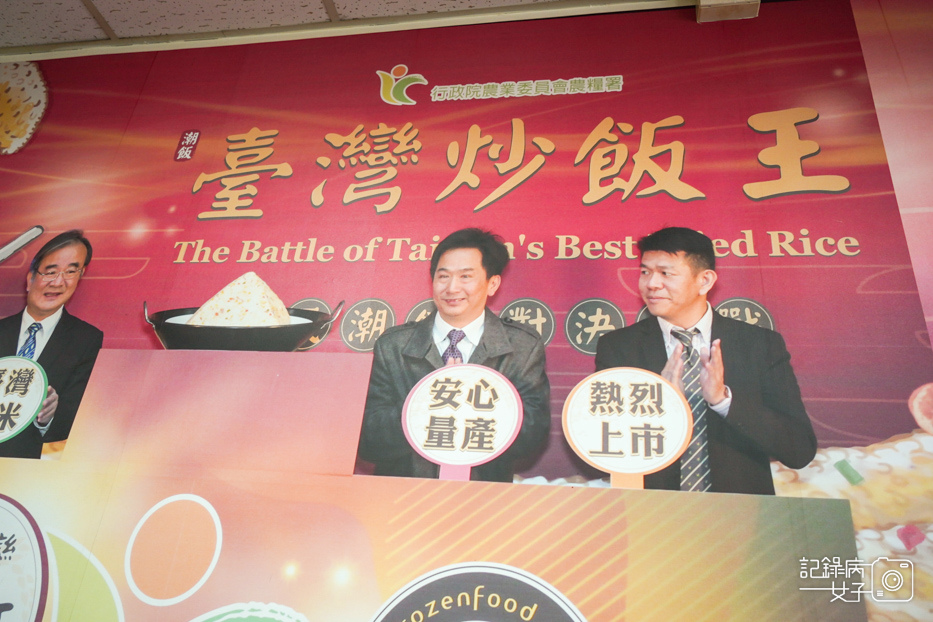 行政院農業委員會農糧署
潮飯
臺灣炒飯王
The Battle of Tai n's Best ed Rice
潮 對決 戰
灣
米
安心
量產
熱烈
上市
ozenfood
記錄病
女子